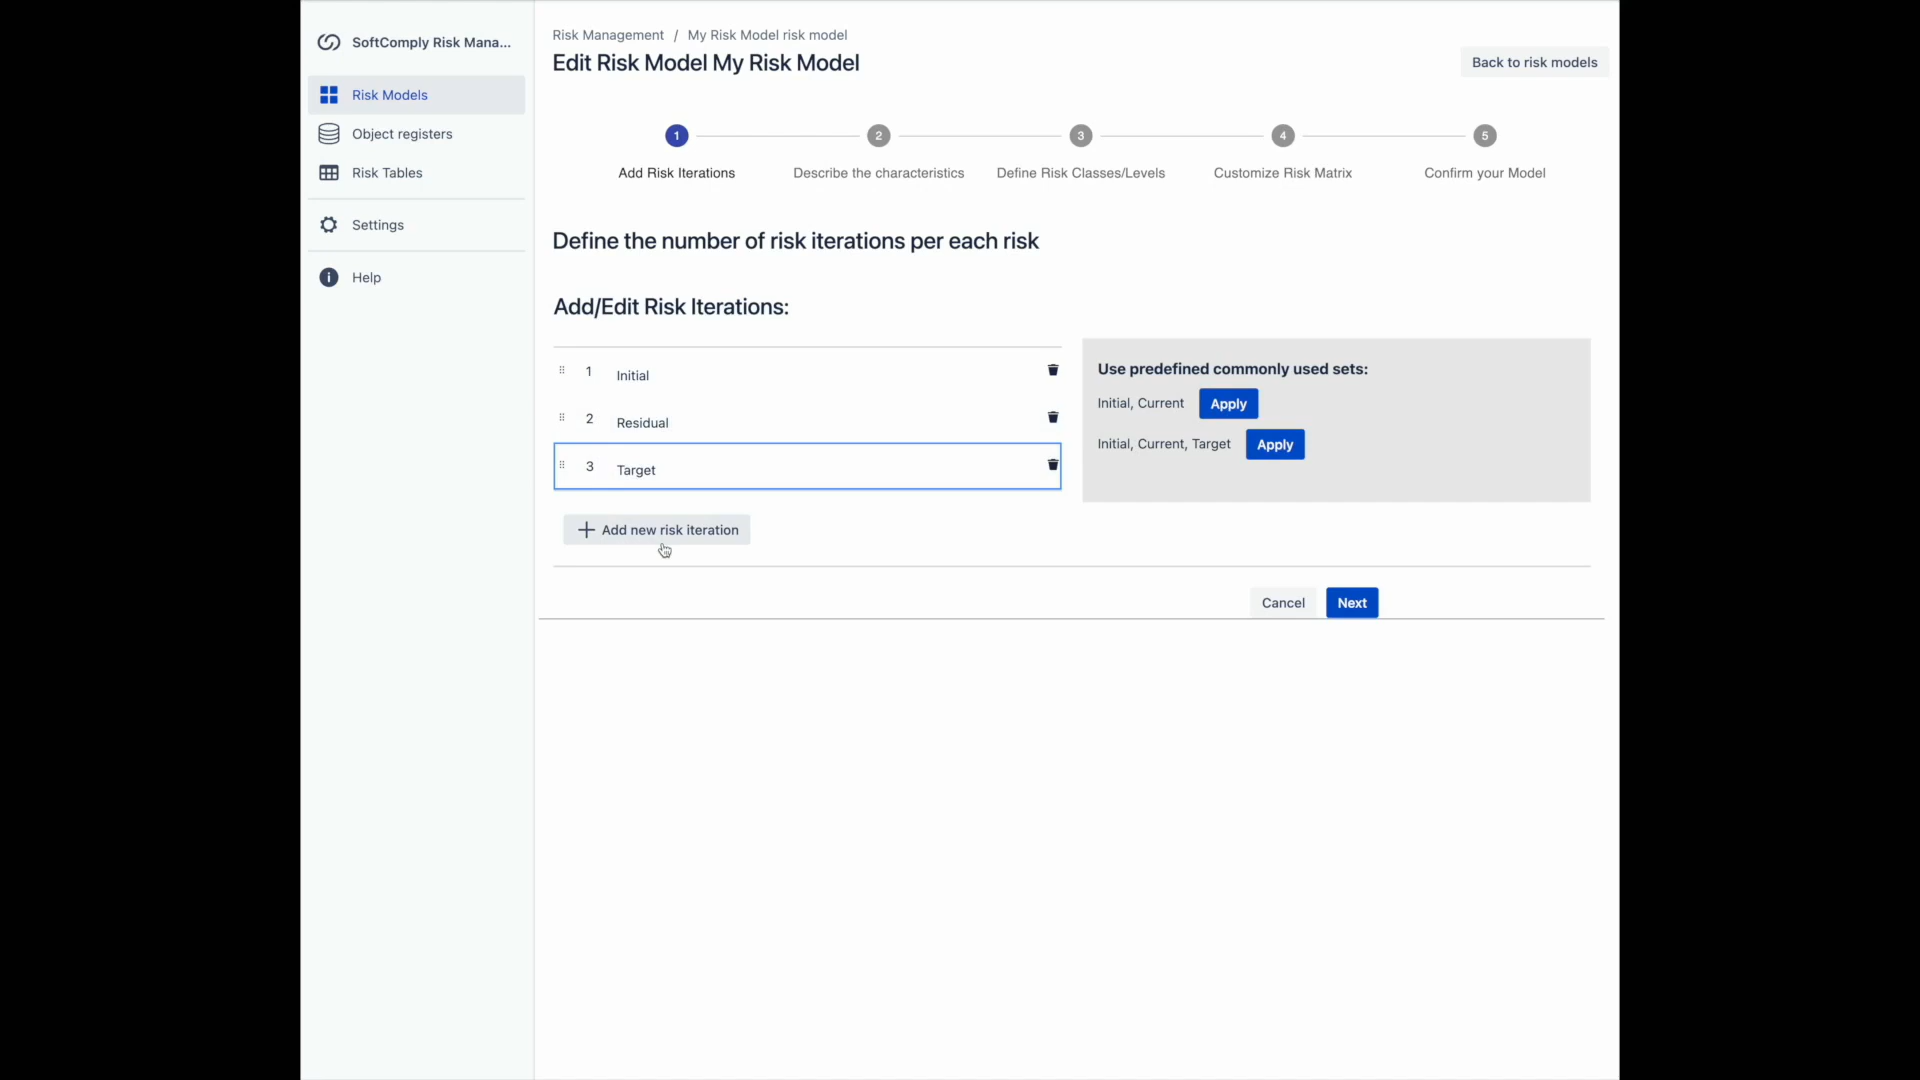 SoftComply Risk Mana...
Risk Models
Object registers
Risk Tables
Settings
Help
Risk Management / My Risk Model risk model
Edit Risk Model My Risk Model
Back to risk models
1 2 3 4 5
Add Risk Iterations Describe the characteristics Define Risk Classes/Levels Customize Risk Matrix Confirm your Model
Define the number of risk iterations per each risk
Add/Edit Risk Iterations:
1 Initial
2 Residual
3 Target
Add new risk iteration
Use predefined commonly used sets:
Initial, Current Apply
Initial, Current, Target Apply
Cancel Next